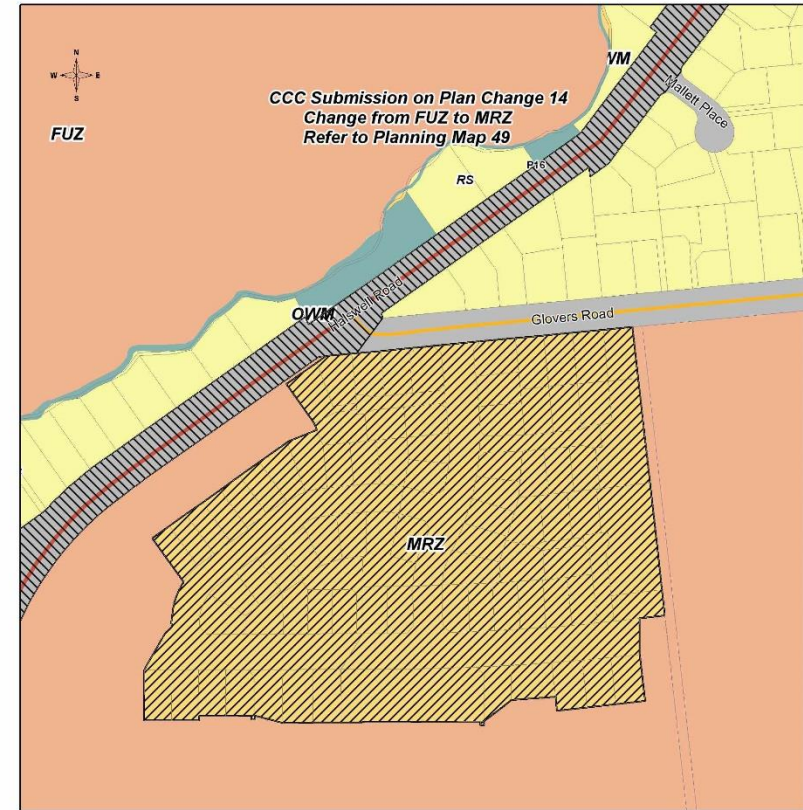 N
W E
S
FUZ
CCC Submission on Plan Change 14
Change from FUZ to MRZ
Refer to Planning Map 49
WM
Mallett Place
P16
RS
OWM
Halswell Road
Glovers Road
MRZ